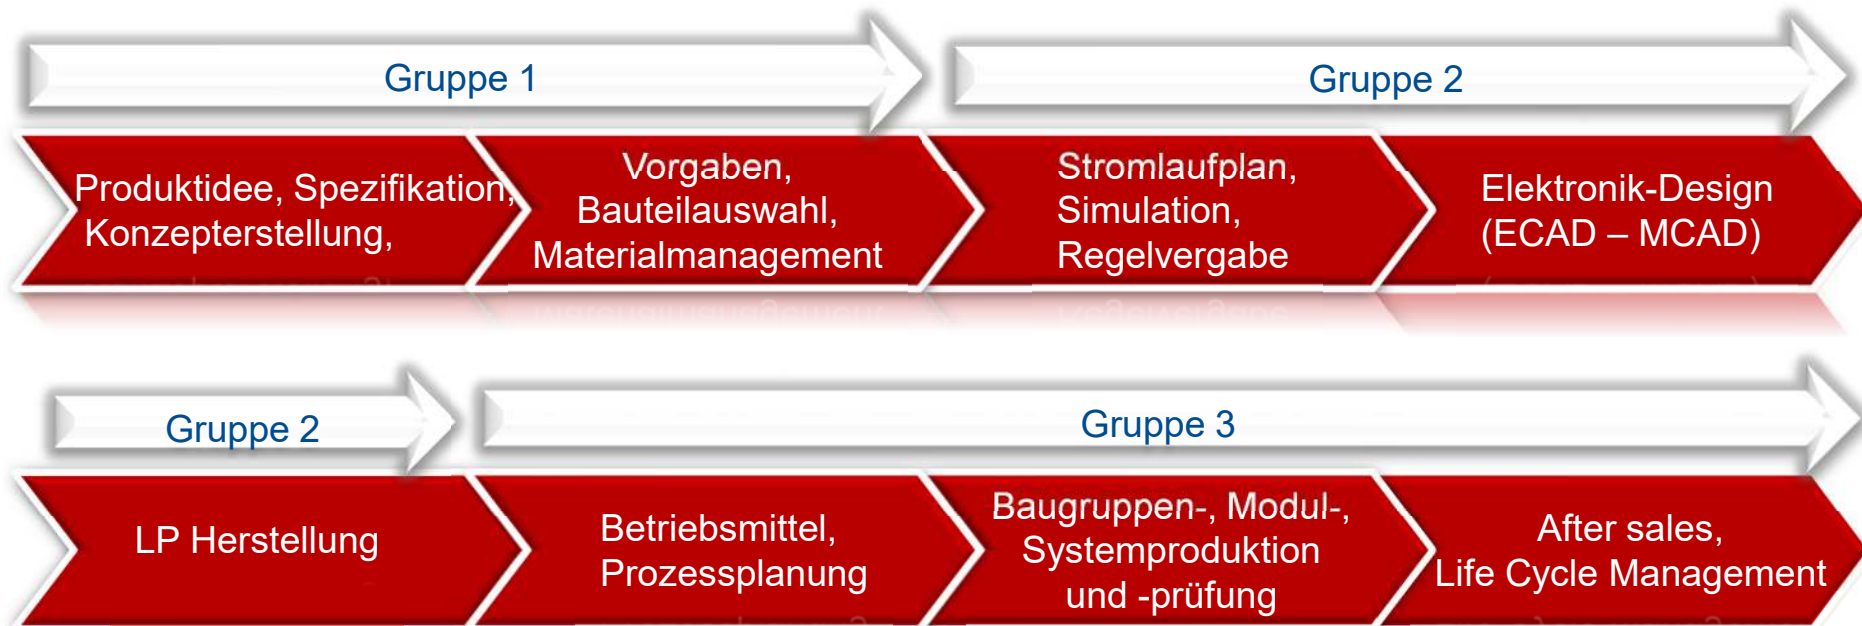 Gruppe 1
Gruppe 2
Produktidee, Spezifikation,
Konzepterstellung,
Vorgaben,
Bauteilauswahl,
Materialmanagement
Stromlaufplan,
Simulation,
Regelvergabe
Elektronik-Design
(ECAD – MCAD)
Gruppe 2
Gruppe 3
LP Herstellung
Betriebsmittel,
Prozessplanung
Baugruppen-, Modul-,
Systemproduktion
und -prüfung
After sales,
Life Cycle Management